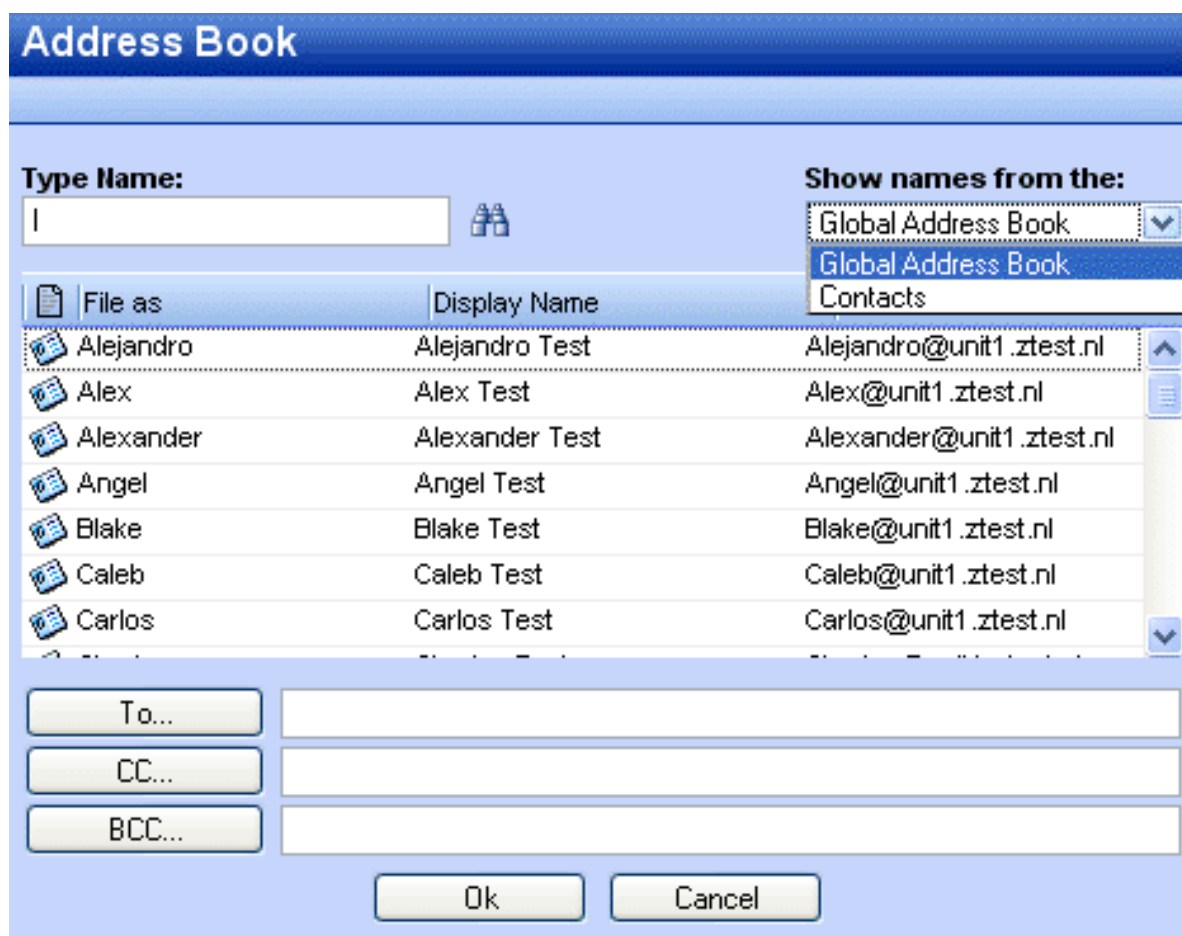 Address Book
Type Name:
Show names from the:
Global Address Book
Global Address Book
Contacts
File as Display Name
Alejandro Alejandro Test Alejandro@unit1.ztest.nl
Alex Alex Test Alex@unit1.ztest.nl
Alexander Alexander Test Alexander@unit1.ztest.nl
Angel Angel Test Angel@unit1.ztest.nl
Blake Blake Test Blake@unit1.ztest.nl
Caleb Caleb Test Caleb@unit1.ztest.nl
Carlos Carlos Test Carlos@unit1.ztest.nl
To...
CC...
BCC...
Ok Cancel